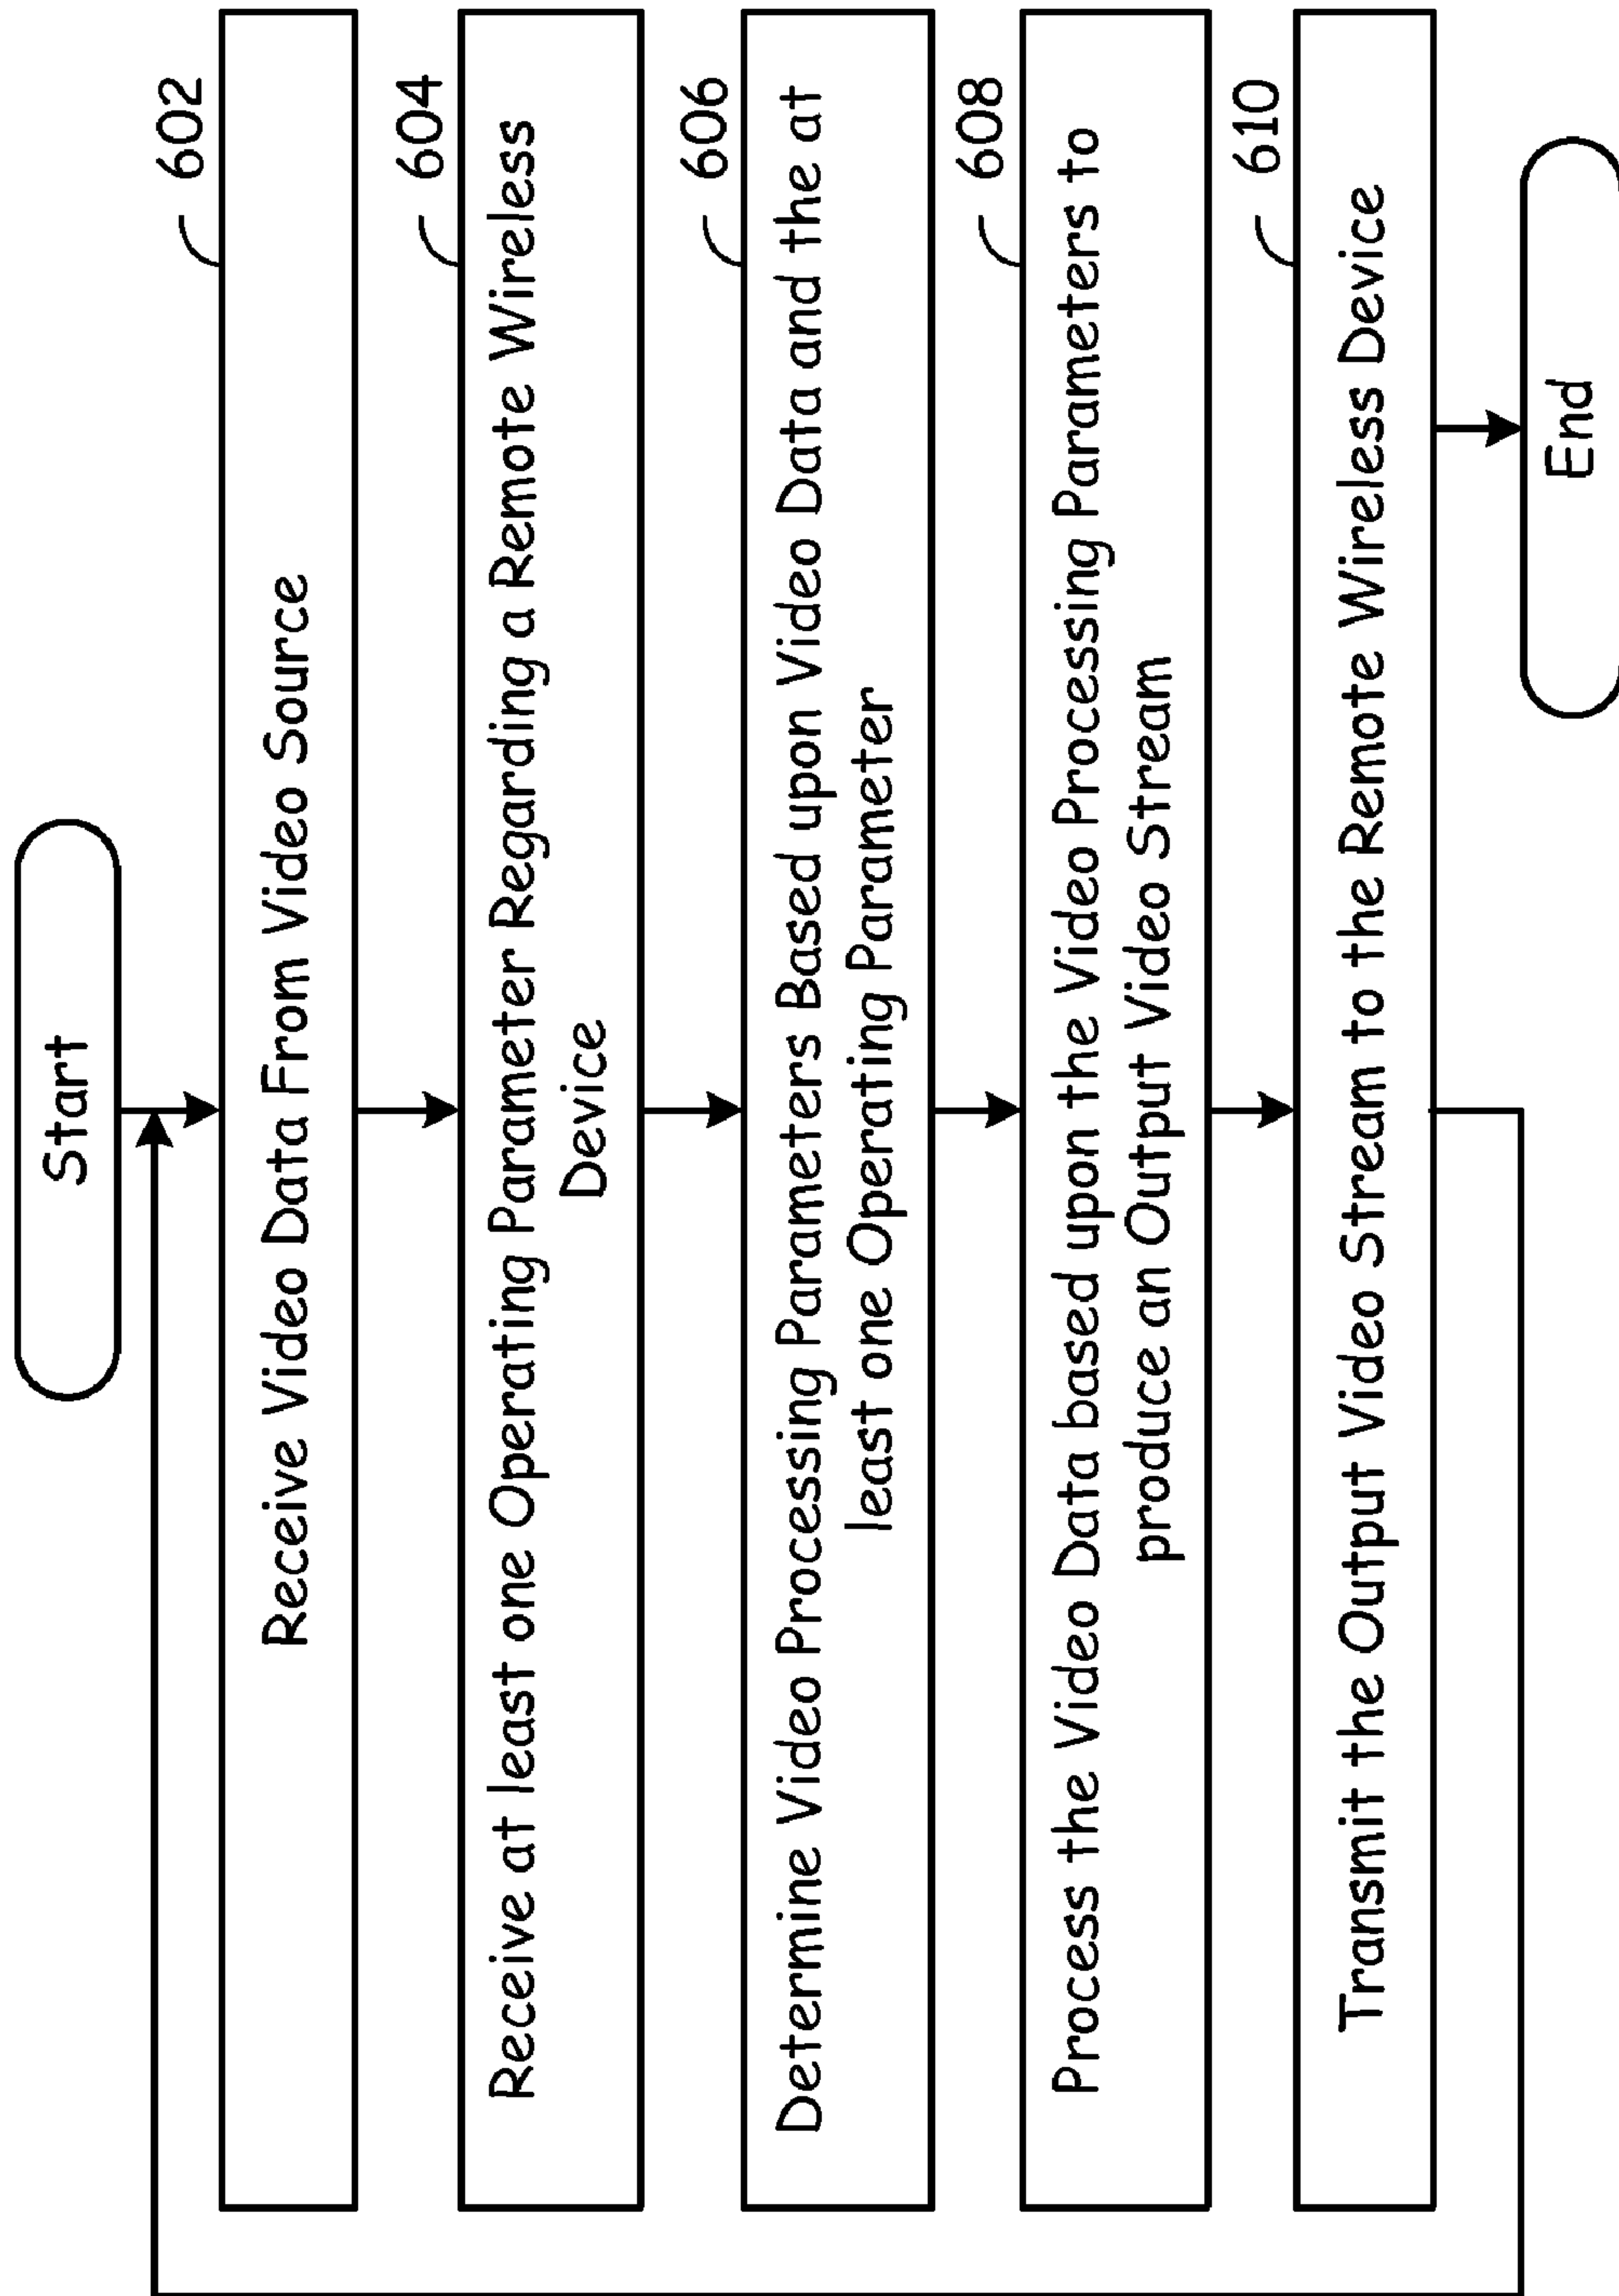 Start
602
Receive Video Data From Video Source
604
Receive at least one Operating Parameter Regarding a Remote Wireless
Device
606
Determine Video Processing Parameters Based upon Video Data and the at
least one Operating Parameter
608
Process the Video Data based upon the Video Processing Parameters to
produce an Output Video Stream
610
Transmit the Output Video Stream to the Remote Wireless Device
End